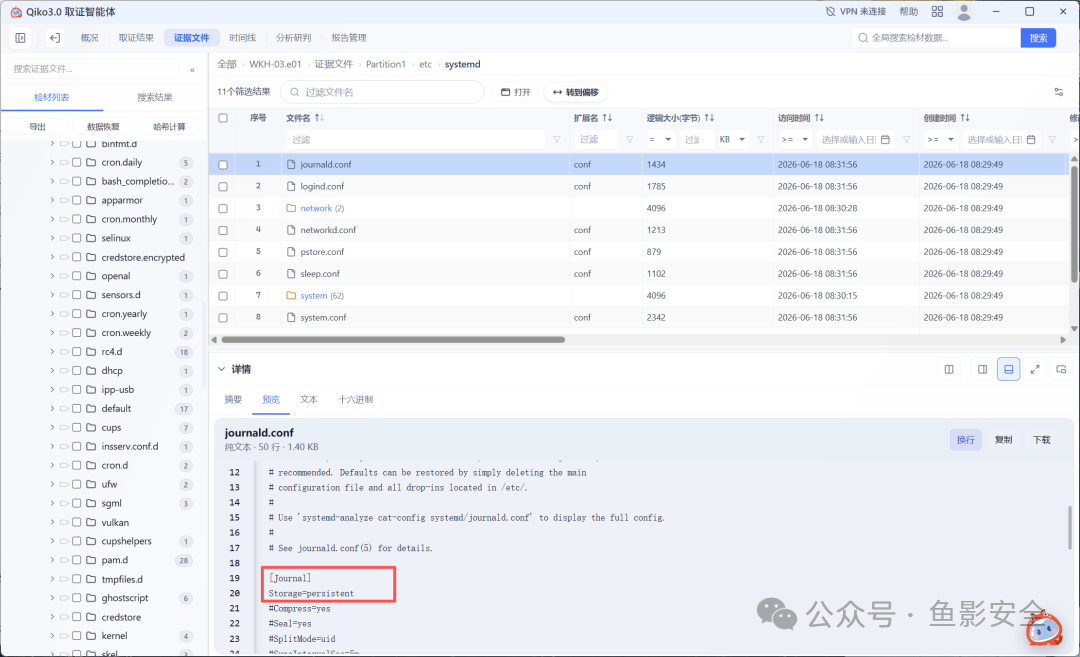 Qiko3.0 取证智能体
VPN 未连接 帮助
概况 取证结果 证据文件 时间线 分析研判 报告管理
全局搜索检材数据... 搜索
搜索证据文件... «
检材列表 搜索结果
导出 数据恢复 哈希计算
binfmt.d
cron.daily 5
bash_completio... 2
apparmor 1
cron.monthly 1
selinux 1
credstore.encrypted
openal 1
sensors.d 1
cron.yearly 1
cron.weekly 2
rc4.d 18
dhcp 1
ipp-usb 1
default 17
cups 7
insserv.conf.d 1
cron.d 2
ufw 2
sgml 3
vulkan
cupshelpers 1
pam.d 28
tmpfiles.d
ghostscript 6
credstore
kernel 4
skel 3
全部 › WKH-03.e01 › 证据文件 › Partition1 › etc › systemd
11个筛选结果 过滤文件名 打开 转到偏移
序号 文件名 扩展名 逻辑大小(字节) 访问时间 创建时间
过滤 过滤 = 过滤 KB >= 选择或输入日 >= 选择或输入日 >
1 journald.conf conf 1434 2026-06-18 08:31:56 2026-06-18 08:29:49
2 logind.conf conf 1785 2026-06-18 08:31:56 2026-06-18 08:29:49
3 network (2) 4096 2026-06-18 08:30:28 2026-06-18 08:29:49
4 networkd.conf conf 1213 2026-06-18 08:31:56 2026-06-18 08:29:49
5 pstore.conf conf 879 2026-06-18 08:31:56 2026-06-18 08:29:49
6 sleep.conf conf 1102 2026-06-18 08:31:56 2026-06-18 08:29:49
7 system (62) 4096 2026-06-18 08:30:15 2026-06-18 08:29:49
8 system.conf conf 2342 2026-06-18 08:31:56 2026-06-18 08:29:49
详情
摘要 预览 文本 十六进制
journald.conf
纯文本 · 50 行 · 1.40 KB
换行 复制 下载
12 # recommended. Defaults can be restored by simply deleting the main
13 # configuration file and all drop-ins located in /etc/.
14 #
15 # Use 'systemd-analyze cat-config systemd/journald.conf' to display the full config.
16 #
17 # See journald.conf(5) for details.
18
19 [Journal]
20 Storage=persistent
21 #Compress=yes
22 #Seal=yes
23 #SplitMode=uid
24 #SyncIntervalSec=5m
公众号 · 鱼影安全